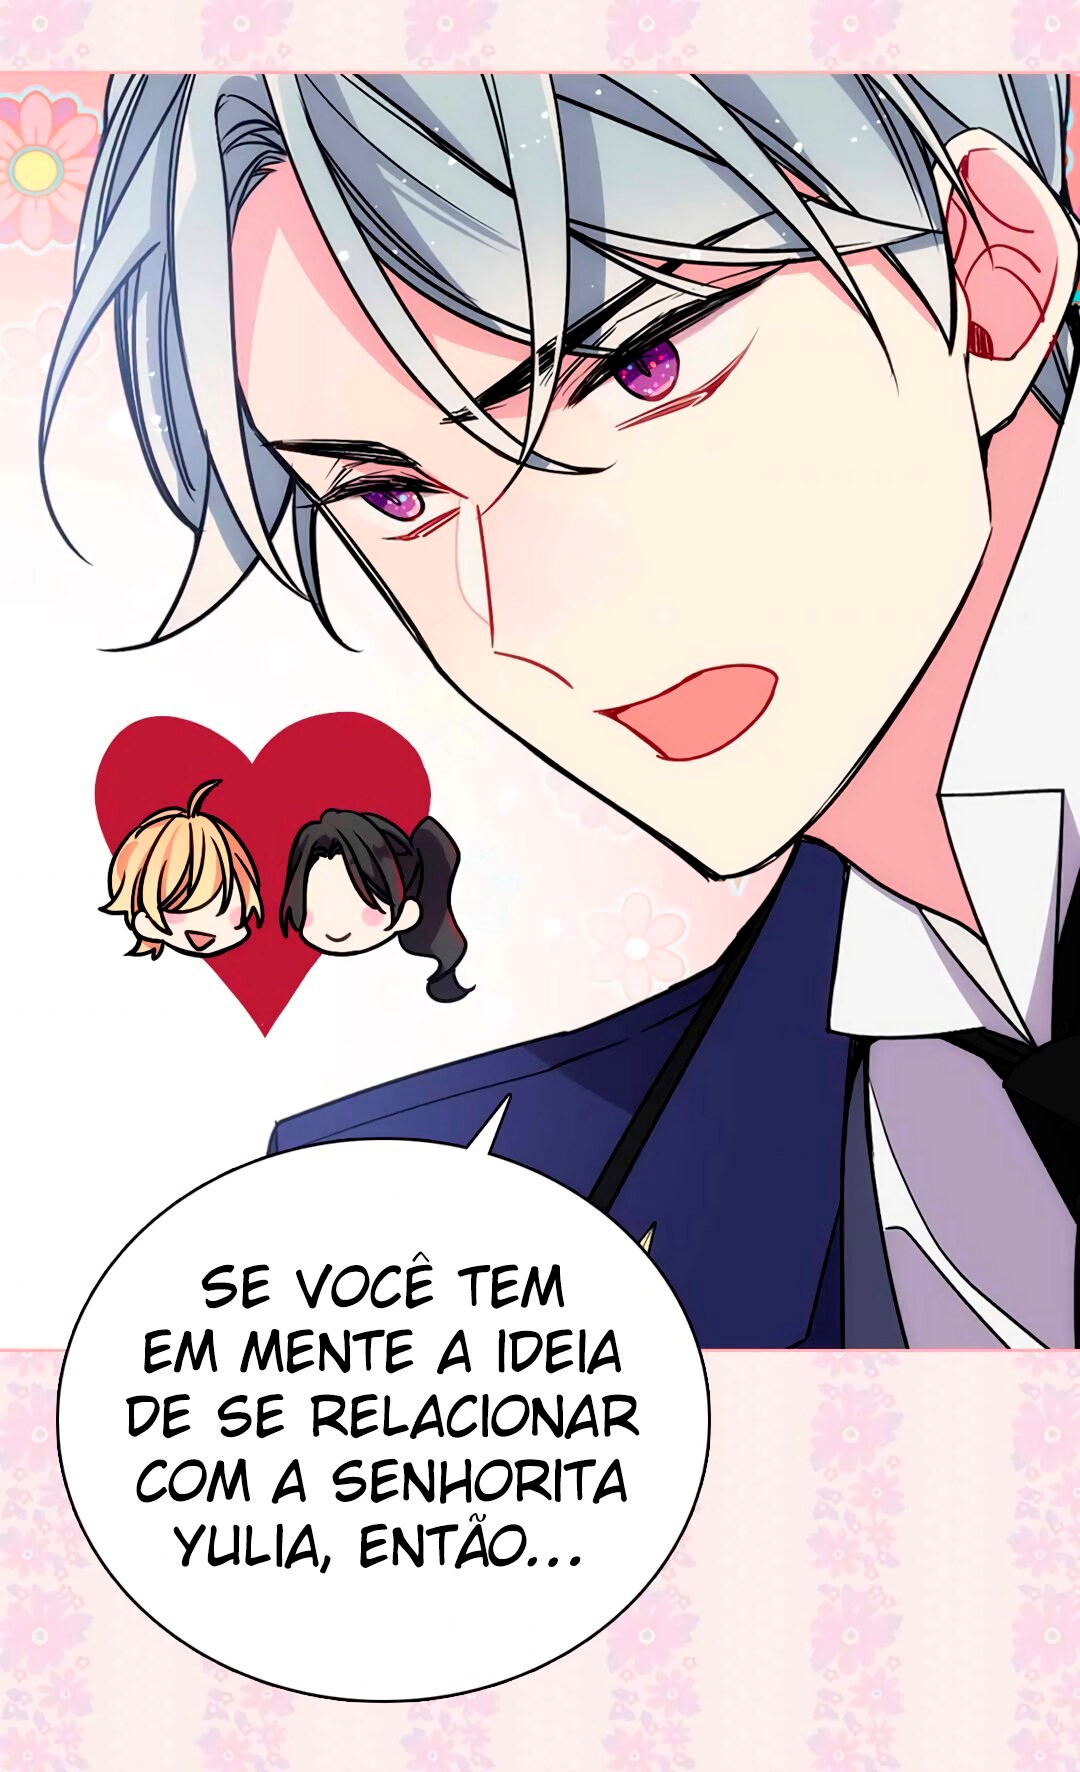 SE VOCÊ TEM
EM MENTE A IDEIA
DE SE RELACIONAR
COM A SENHORITA
YULIA, ENTÃO...